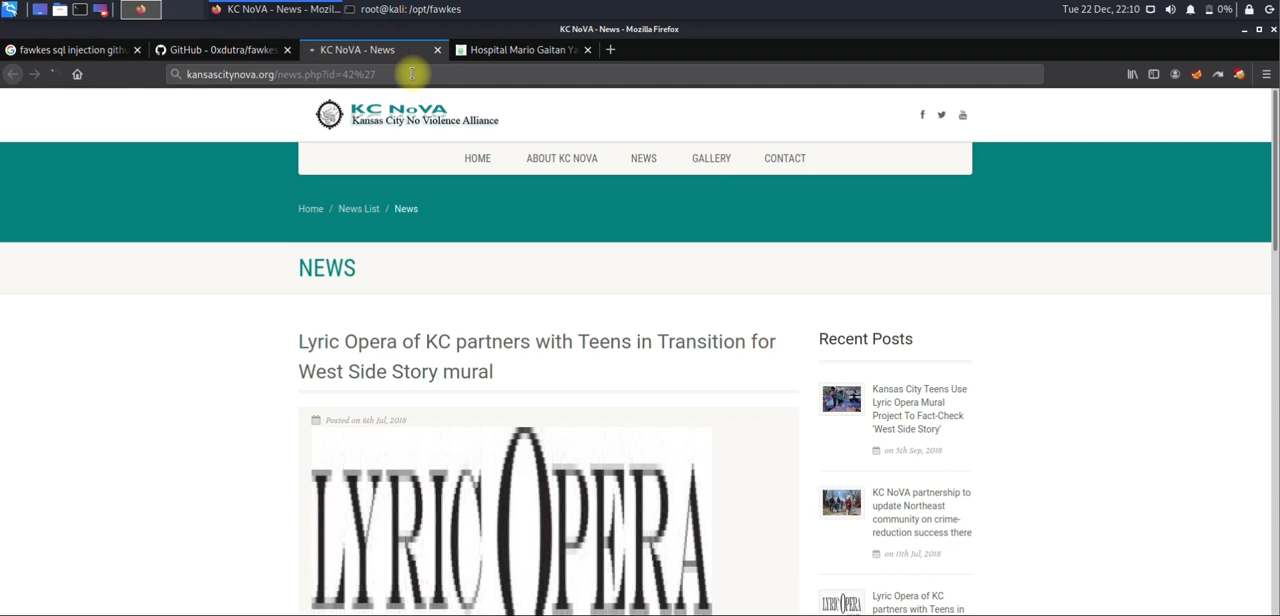 KC NoVA - News - Mozil...
root@kali: /opt/fawkes
Tue 22 Dec, 22:10
0%
KC NoVA - News - Mozilla Firefox
fawkes sql injection githu
GitHub - 0xdutra/fawkes
KC NoVA - News
Hospital Mario Gaitan Ya
kansascitynova.org/news.php?id=42%27
KC NoVA
Kansas City No Violence Alliance
HOME
ABOUT KC NOVA
NEWS
GALLERY
CONTACT
Home / News List / News
NEWS
Lyric Opera of KC partners with Teens in Transition for
West Side Story mural
Posted on 6th Jul, 2018
LYRIC OPERA
Recent Posts
Kansas City Teens Use
Lyric Opera Mural
Project To Fact-Check
'West Side Story'
on 5th Sep, 2018
KC NoVA partnership to
update Northeast
community on crime-
reduction success there
on 11th Jul, 2018
LYRIC OPERA
Lyric Opera of KC
partners with Teens in